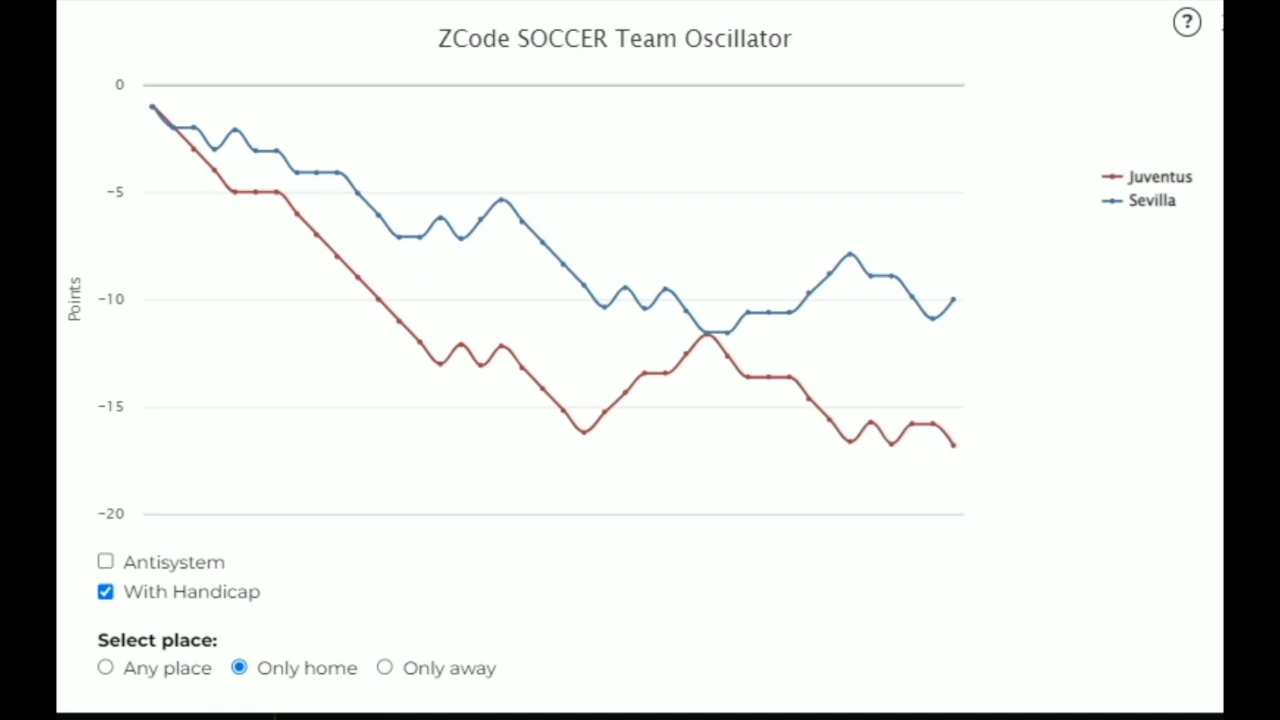 ?
ZCode SOCCER Team Oscillator
0
−5
−10
−15
−20
Points
Juventus
Sevilla
Antisystem
With Handicap
Select place:
Any place Only home Only away